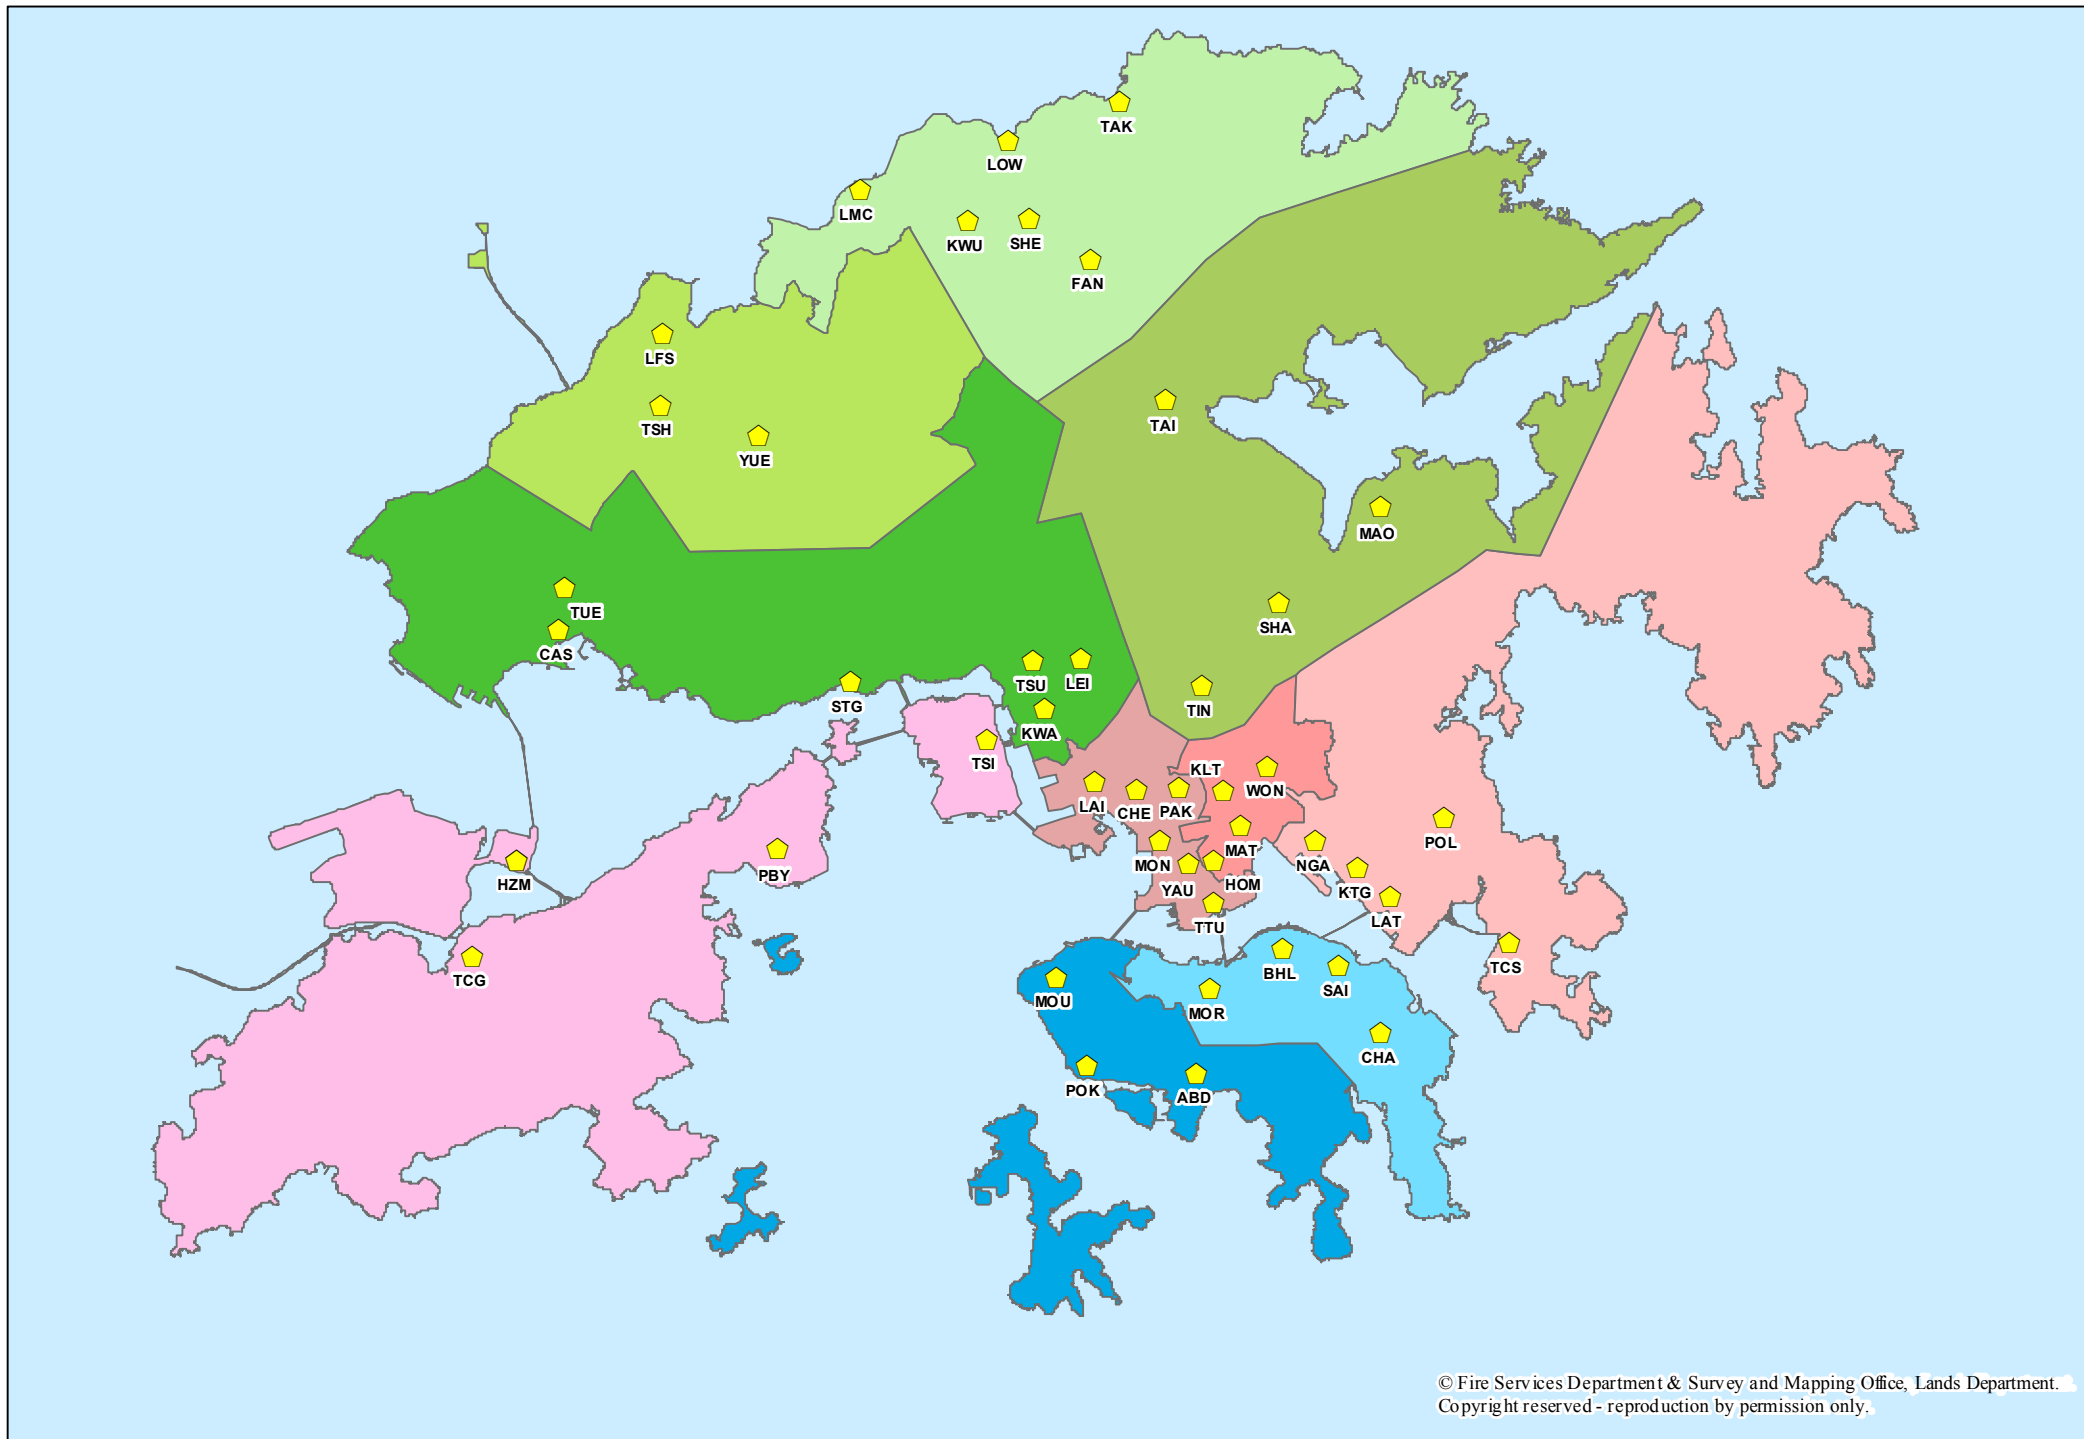 TAK
LOW
LMC
KWU
SHE
FAN
LFS
TSH
TAI
YUE
MAO
TUE
SHA
CAS
TSU
LEI
STG
TIN
KWA
TSI
KLT
WON
LAI
CHE
PAK
POL
MAT
MON
NGA
PBY
HZM
YAU
HOM
KTG
LAT
TTU
TCS
TCG
BHL
SAI
MOU
MOR
CHA
POK
ABD
© Fire Services Department & Survey and Mapping Office, Lands Department.
Copyright reserved - reproduction by permission only.